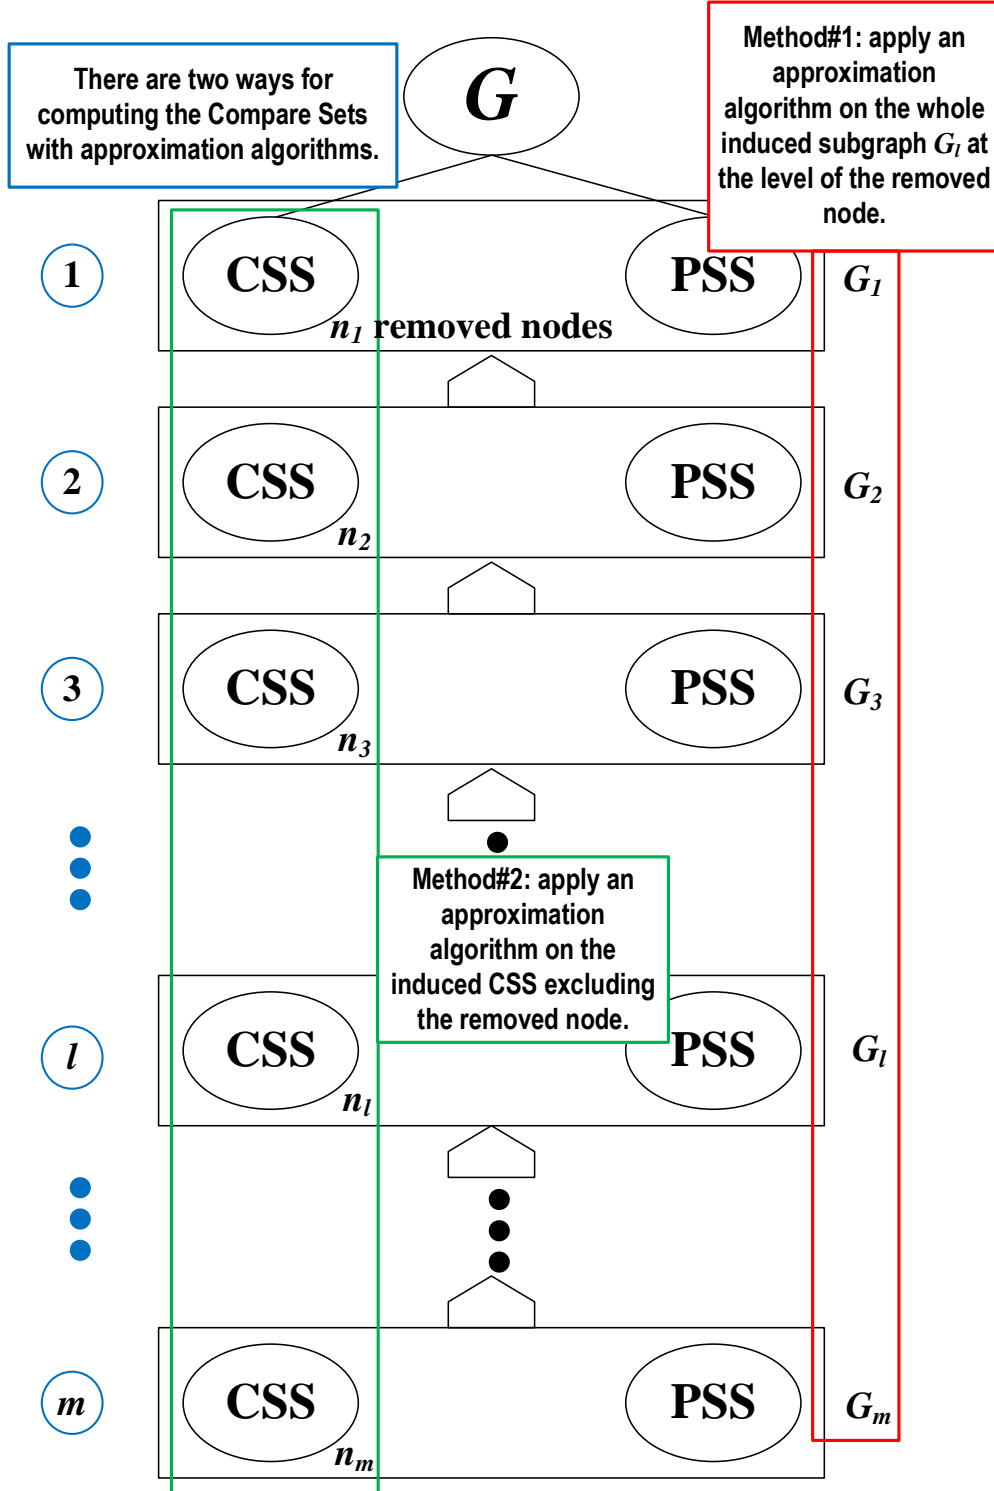 There are two ways for
computing the Compare Sets
with approximation algorithms.
G
Method#1: apply an
approximation
algorithm on the whole
induced subgraph Gl at
the level of the removed
node.
1
CSS
PSS
G1
n1 removed nodes
2
CSS
PSS
G2
n2
3
CSS
PSS
G3
n3
Method#2: apply an
approximation
algorithm on the
induced CSS excluding
the removed node.
l
CSS
PSS
Gl
nl
m
CSS
PSS
Gm
nm